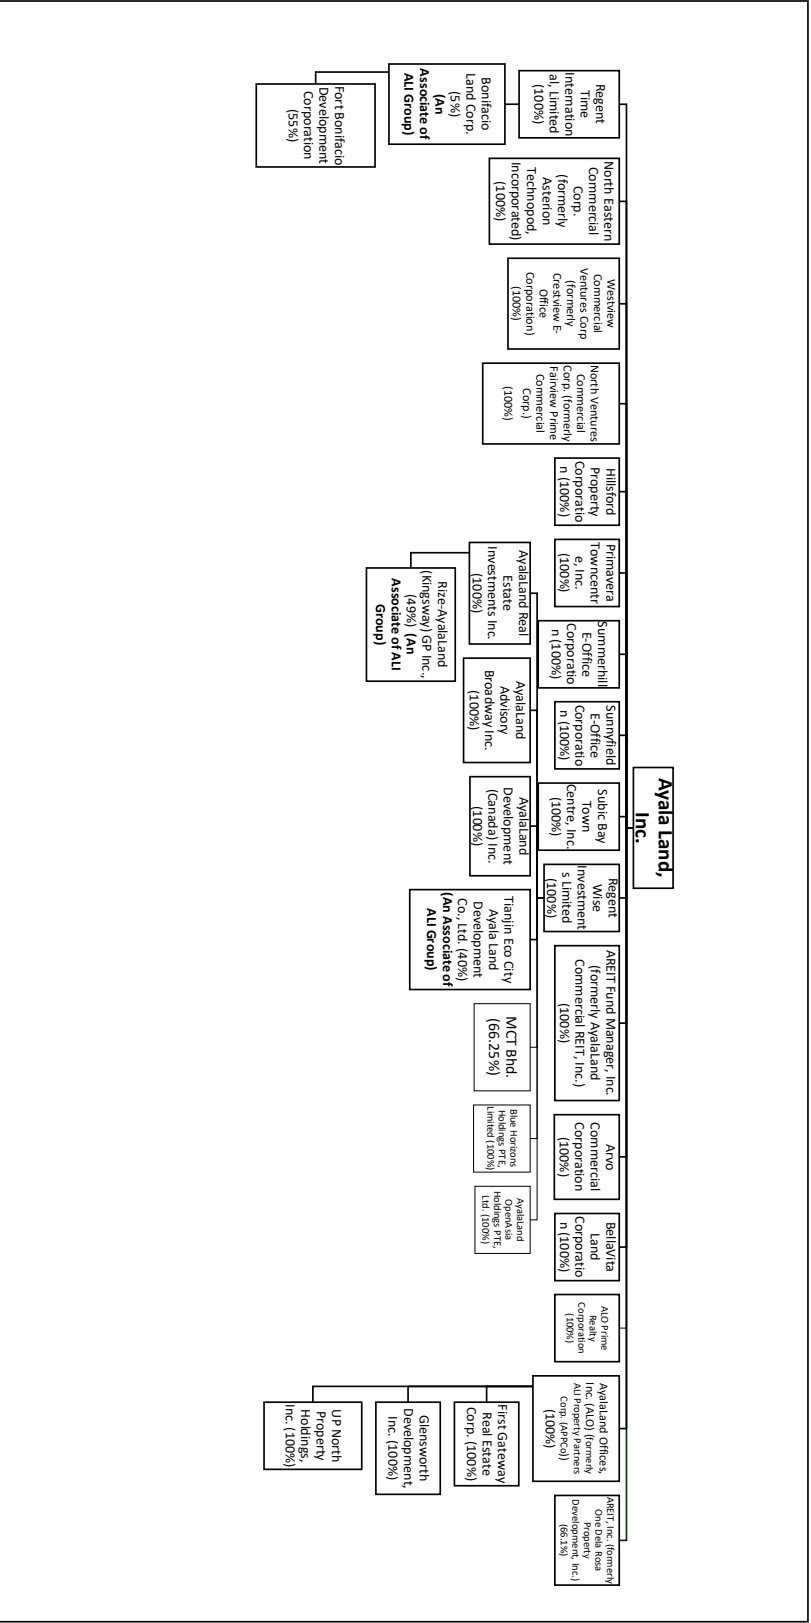 Ayala Land,
Inc.
Regent
Time
Internation
al, Limited
(100%)
North Eastern
Commercial
Corp.
(formerly
Asterion
Technopod,
Incorporated)
(100%)
Westview
Commercial
Ventures Corp
(formerly
Crestview E-
Office
Corporation)
(100%)
North Ventures
Commercial
Corp. (formerly
Fairview Prime
Commercial
Corp.)
(100%)
Hillsford
Property
Corporatio
n (100%)
Primavera
Towncentr
e, Inc.
(100%)
Summerhill
E-Office
Corporatio
n (100%)
Sunnyfield
E-Office
Corporatio
n (100%)
Subic Bay
Town
Centre, Inc.
(100%)
Regent
Wise
Investment
s Limited
(100%)
AREIT Fund Manager, Inc.
(formerly AyalaLand
Commercial REIT, Inc.)
(100%)
Arvo
Commercial
Corporation
(100%)
BellaVita
Land
Corporatio
n (100%)
ALO Prime
Realty
Corporation
(100%)
AyalaLand Offices,
Inc. (ALO) (formerly
ALI Property Partners
Corp. (APPCo))
(100%)
AREIT, Inc. (formerly
One Dela Rosa
Property
Development, Inc.)
(66.1%)
Bonifacio
Land Corp.
(5%)
(An
Associate of
ALI Group)
Fort Bonifacio
Development
Corporation
(55%)
AyalaLand Real
Estate
Investments Inc.
(100%)
Rize-AyalaLand
(Kingsway) GP Inc.,
(49%) (An
Associate of ALI
Group)
AyalaLand
Advisory
Broadway Inc.
(100%)
AyalaLand
Development
(Canada) Inc.
(100%)
Tianjin Eco City
Ayala Land
Development
Co., Ltd. (40%)
(An Associate of
ALI Group)
MCT Bhd.
(66.25%)
Blue Horizons
Holdings PTE,
Limited (100%)
AyalaLand
OpenAsia
Holdings PTE,
Ltd. (100%)
First Gateway
Real Estate
Corp. (100%)
Glensworth
Development,
Inc. (100%)
UP North
Property
Holdings,
Inc. (100%)